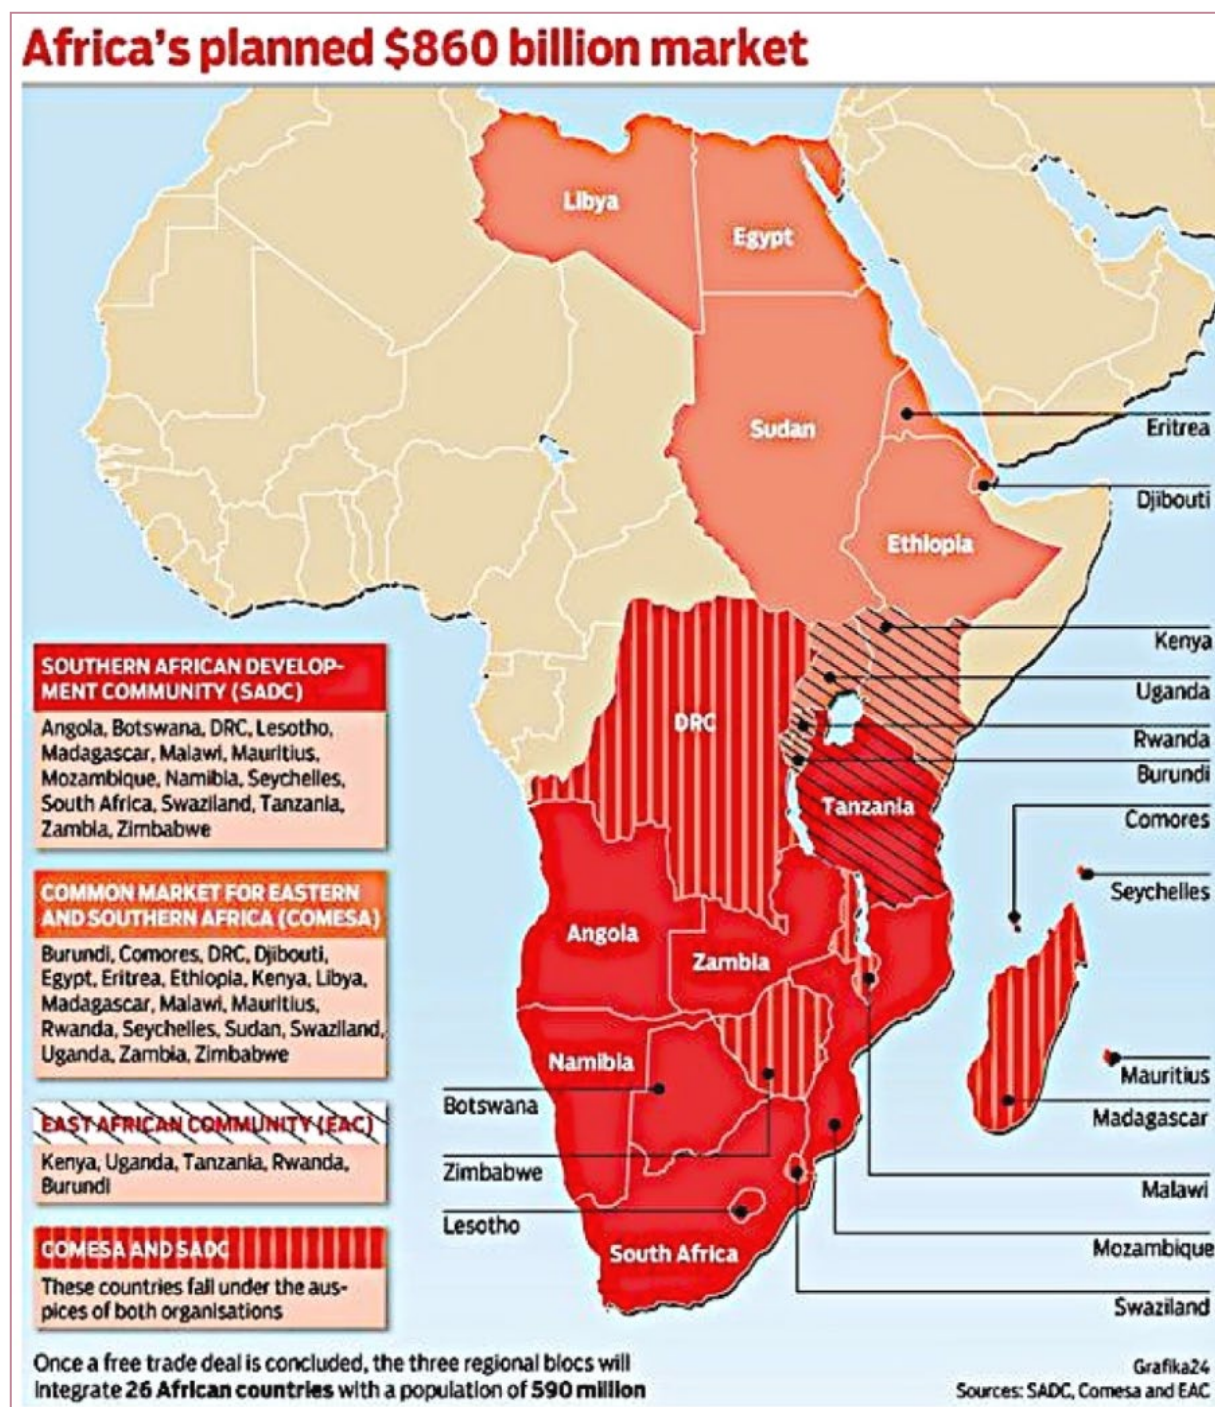 Africa's planned $860 billion market
Libya
Egypt
Sudan
Eritrea
Djibouti
Ethiopia
Kenya
Uganda
Rwanda
Burundi
DRC
Tanzania
Comores
Seychelles
Angola
Zambia
Namibia
Mauritius
Madagascar
Botswana
Zimbabwe
Lesotho
Malawi
Mozambique
South Africa
Swaziland
SOUTHERN AFRICAN DEVELOP-
MENT COMMUNITY (SADC)
Angola, Botswana, DRC, Lesotho,
Madagascar, Malawi, Mauritius,
Mozambique, Namibia, Seychelles,
South Africa, Swaziland, Tanzania,
Zambia, Zimbabwe
COMMON MARKET FOR EASTERN
AND SOUTHERN AFRICA (COMESA)
Burundi, Comores, DRC, Djibouti,
Egypt, Eritrea, Ethiopia, Kenya, Libya,
Madagascar, Malawi, Mauritius,
Rwanda, Seychelles, Sudan, Swaziland,
Uganda, Zambia, Zimbabwe
EAST AFRICAN COMMUNITY (EAC)
Kenya, Uganda, Tanzania, Rwanda,
Burundi
COMESA AND SADC
These countries fall under the aus-
pices of both organisations
Once a free trade deal is concluded, the three regional blocs will
integrate 26 African countries with a population of 590 million
Grafika24
Sources: SADC, Comesa and EAC